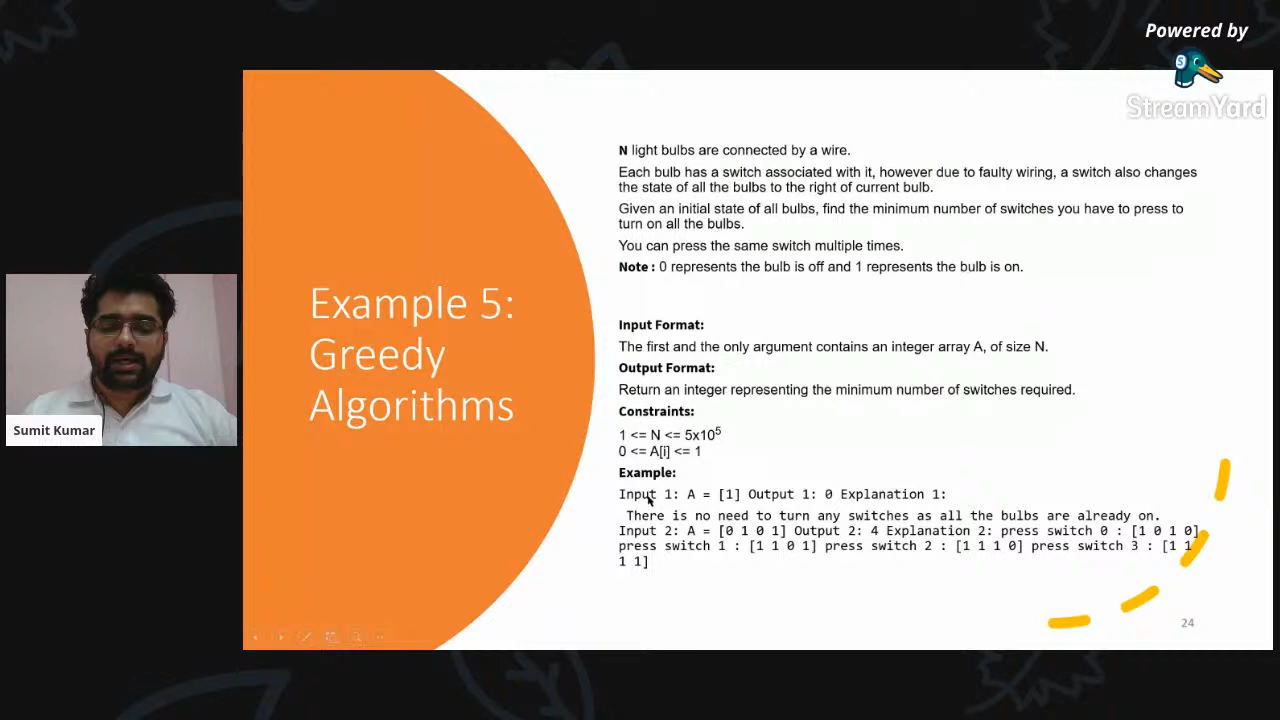 Powered by
StreamYard
N light bulbs are connected by a wire.
Each bulb has a switch associated with it, however due to faulty wiring, a switch also changes
the state of all the bulbs to the right of current bulb.
Given an initial state of all bulbs, find the minimum number of switches you have to press to
turn on all the bulbs.
You can press the same switch multiple times.
Note : 0 represents the bulb is off and 1 represents the bulb is on.
Example 5:
Greedy
Algorithms
Input Format:
The first and the only argument contains an integer array A, of size N.
Output Format:
Return an integer representing the minimum number of switches required.
Constraints:
1 <= N <= 5x10⁵
0 <= A[i] <= 1
Example:
Input 1: A = [1] Output 1: 0 Explanation 1:
There is no need to turn any switches as all the bulbs are already on.
Input 2: A = [0 1 0 1] Output 2: 4 Explanation 2: press switch 0 : [1 0 1 0]
press switch 1 : [1 1 0 1] press switch 2 : [1 1 1 0] press switch 3 : [1 1
1 1]
24
Sumit Kumar